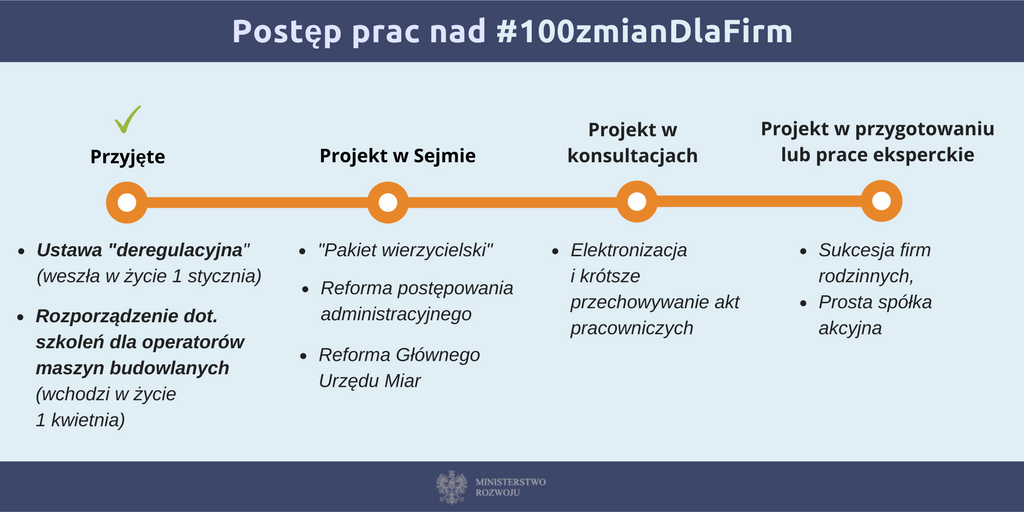 Postęp prac nad #100zmianDlaFirm
Przyjęte
• Ustawa "deregulacyjna"
(weszła w życie 1 stycznia)
• Rozporządzenie dot.
szkoleń dla operatorów
maszyn budowlanych
(wchodzi w życie
1 kwietnia)
Projekt w Sejmie
• "Pakiet wierzycielski"
• Reforma postępowania
administracyjnego
• Reforma Głównego
Urzędu Miar
Projekt w
konsultacjach
• Elektronizacja
i krótsze
przechowywanie akt
pracowniczych
Projekt w przygotowaniu
lub prace eksperckie
• Sukcesja firm
rodzinnych,
• Prosta spółka
akcyjna
MINISTERSTWO
ROZWOJU